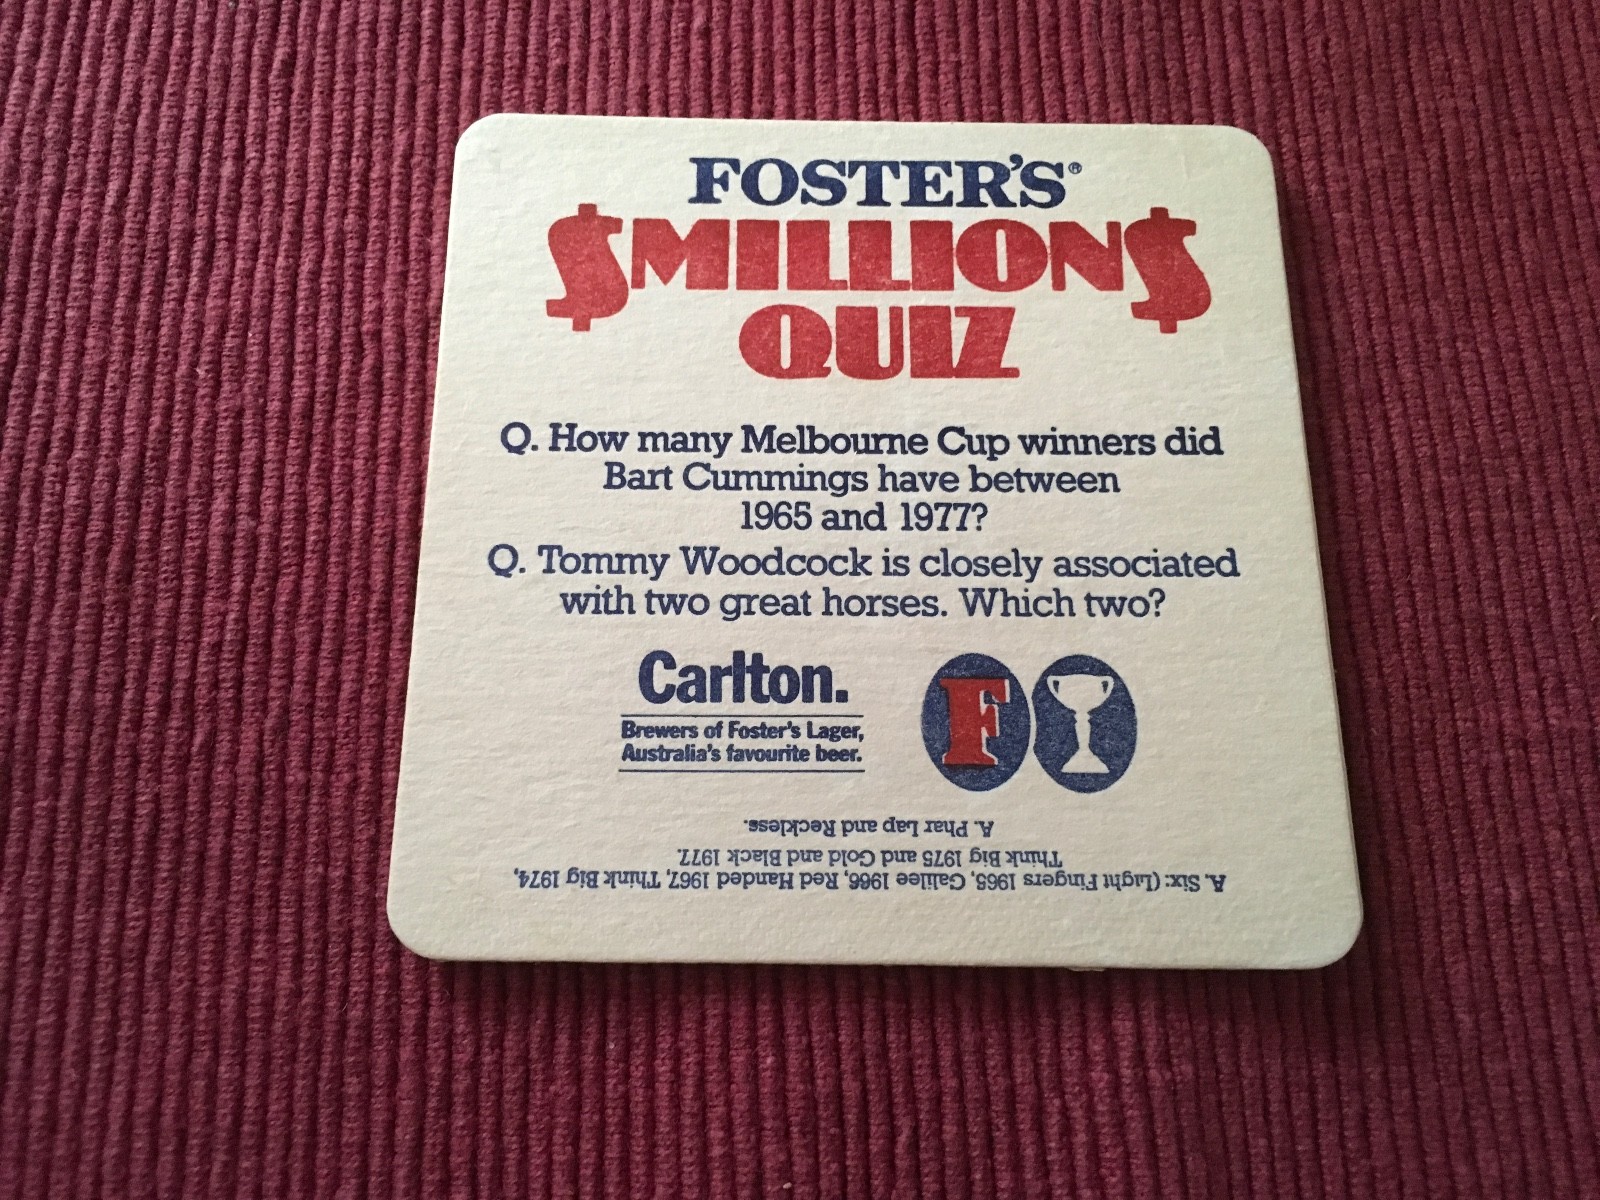 FOSTER'S®
$MILLION$
QUIZ
Q. How many Melbourne Cup winners did
Bart Cummings have between
1965 and 1977?
Q. Tommy Woodcock is closely associated
with two great horses. Which two?
Carlton.
Brewers of Foster's Lager,
Australia's favourite beer.
F
A. Six: (Light Fingers 1965, Galilee 1966, Red Handed 1967, Think Big 1974,
Think Big 1975 and Gold and Black 1977.
A. Phar Lap and Reckless.